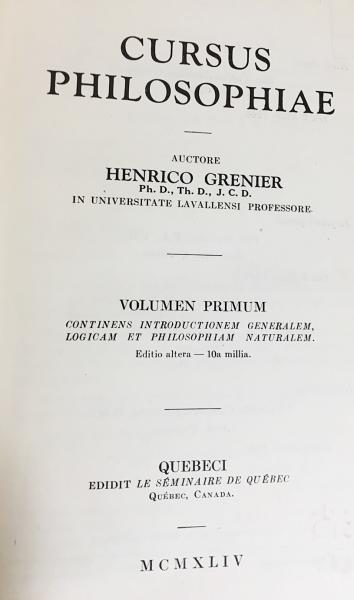 CURSUS
PHILOSOPHIAE
AUCTORE
HENRICO GRENIER
Ph. D., Th. D., J. C. D.
IN UNIVERSITATE LAVALLENSI PROFESSORE
VOLUMEN PRIMUM
CONTINENS INTRODUCTIONEM GENERALEM,
LOGICAM ET PHILOSOPHIAM NATURALEM.
Editio altera — 10a millia.
QUEBECI
EDIDIT LE SÉMINAIRE DE QUÉBEC
QUÉBEC, CANADA.
MCMXLIV